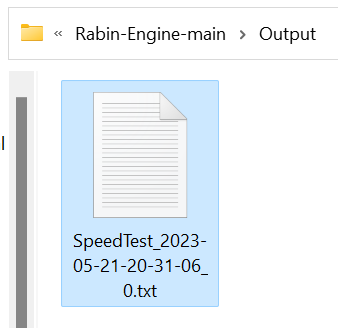 « Rabin-Engine-main > Output
SpeedTest_2023-
05-21-20-31-06_
0.txt